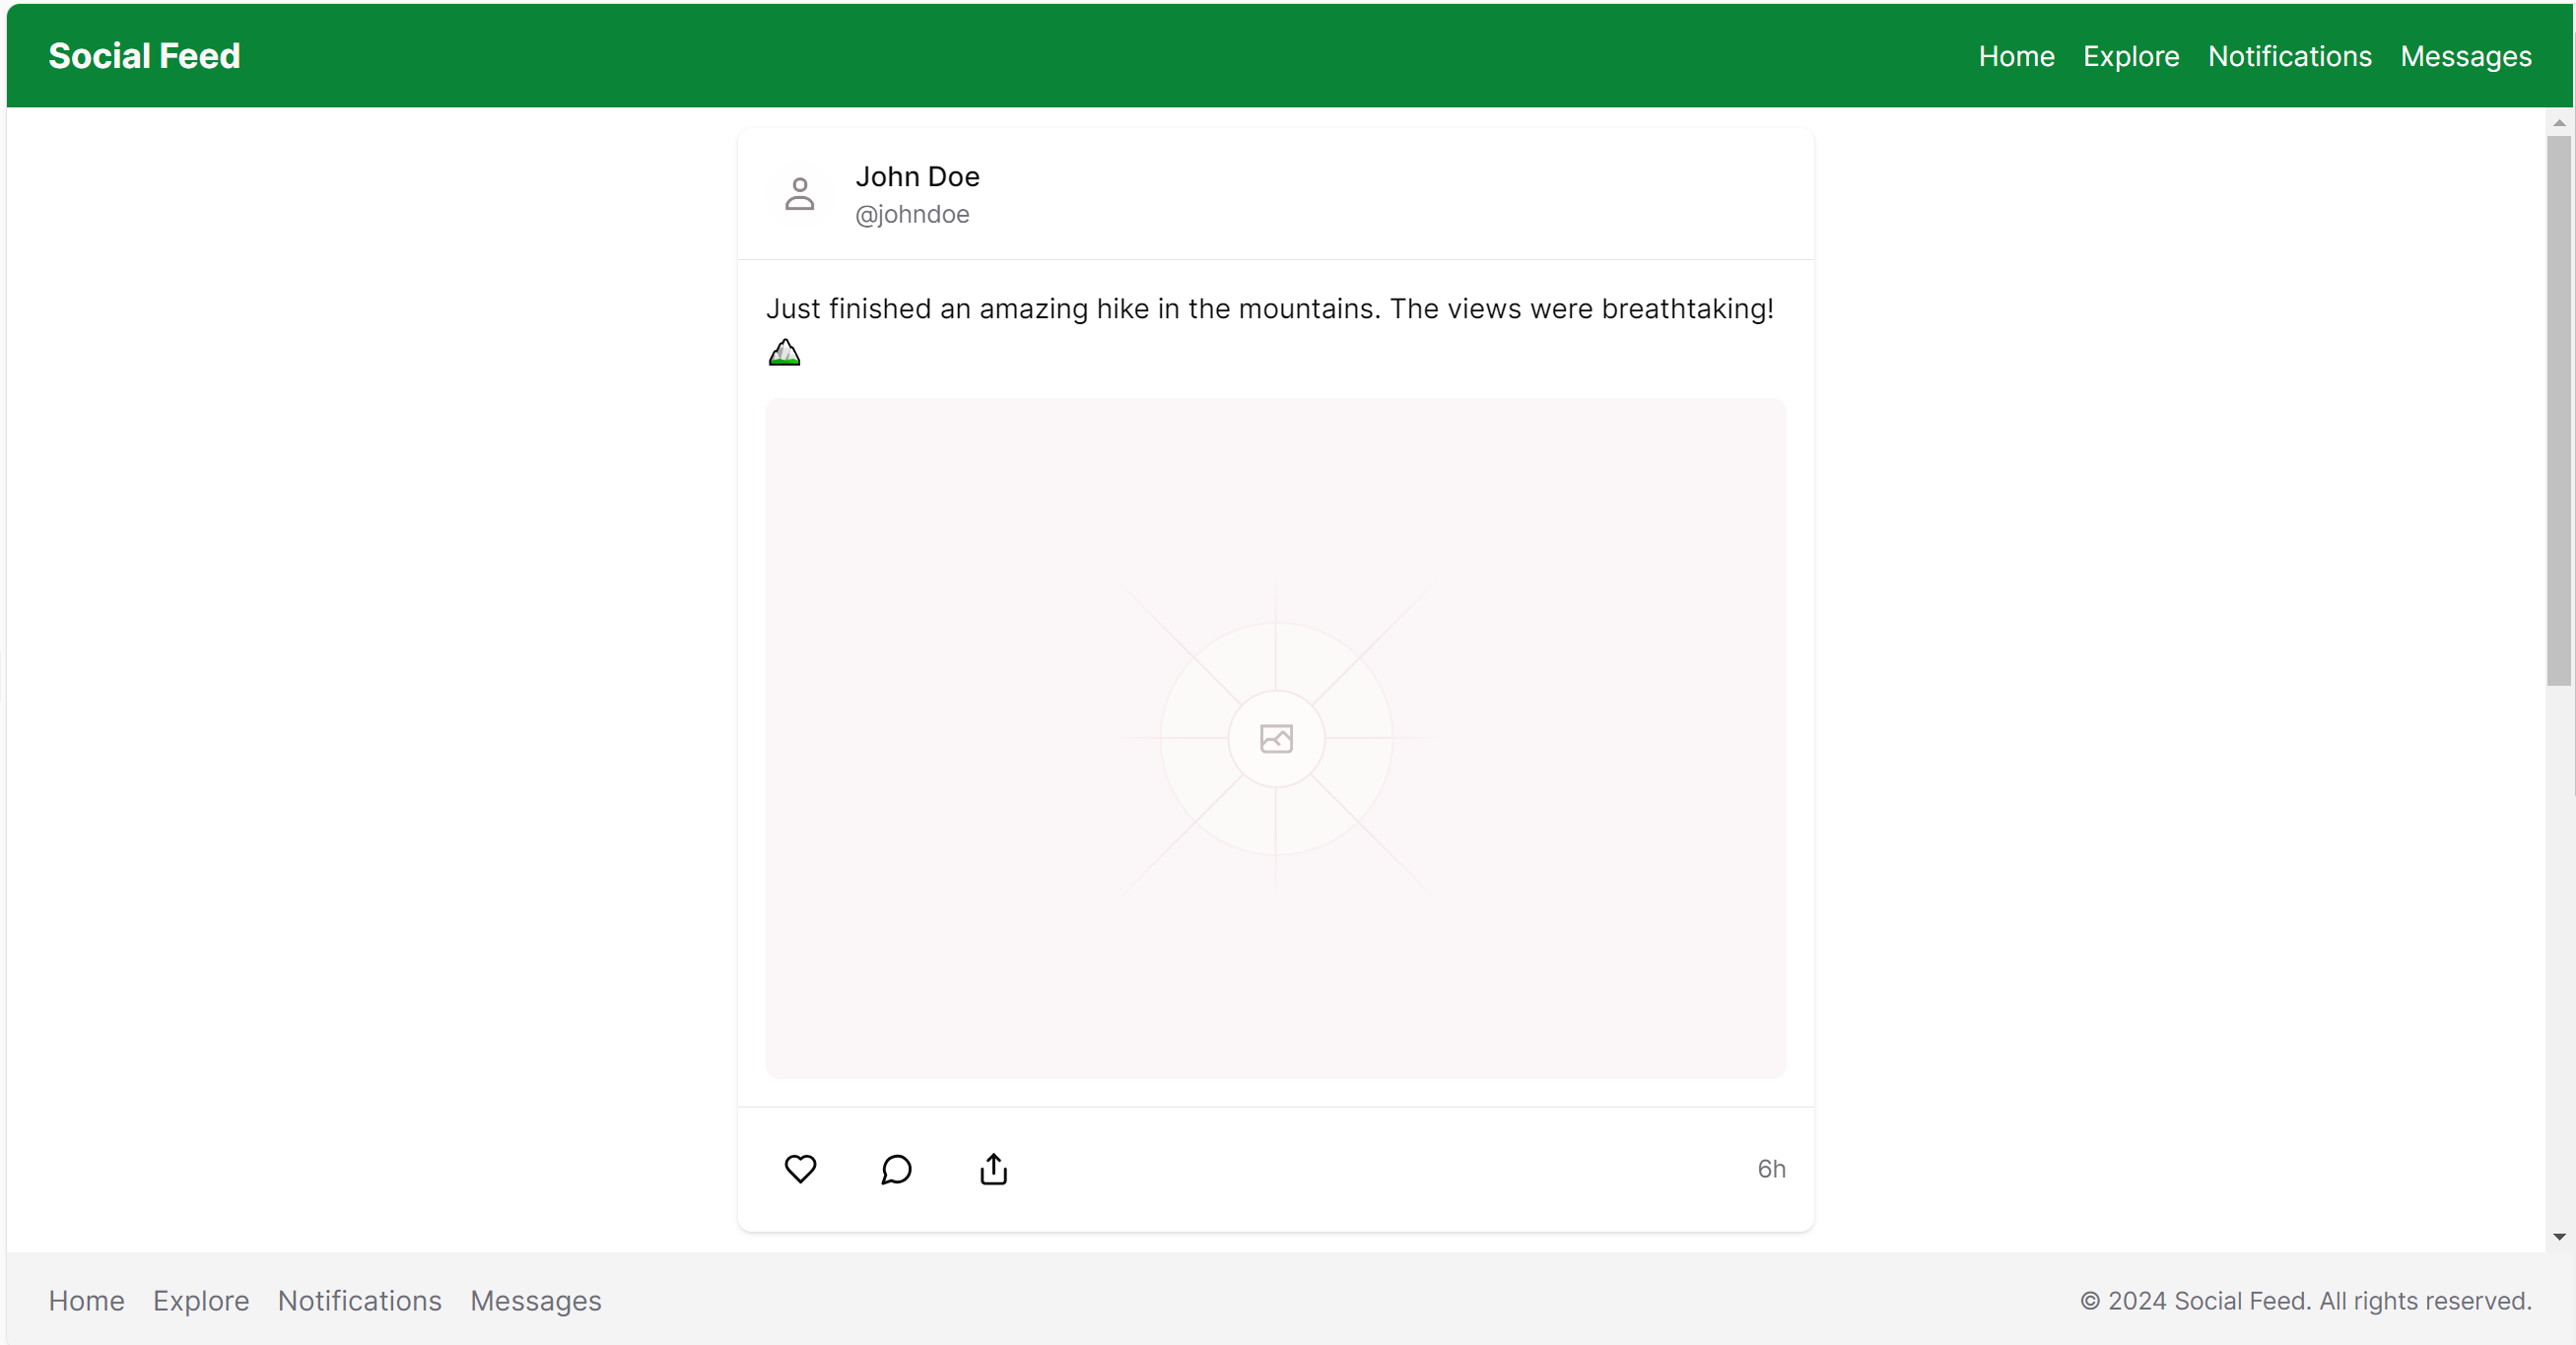 Social Feed
Home Explore Notifications Messages
John Doe
@johndoe
Just finished an amazing hike in the mountains. The views were breathtaking!
⛰️
6h
Home Explore Notifications Messages
© 2024 Social Feed. All rights reserved.